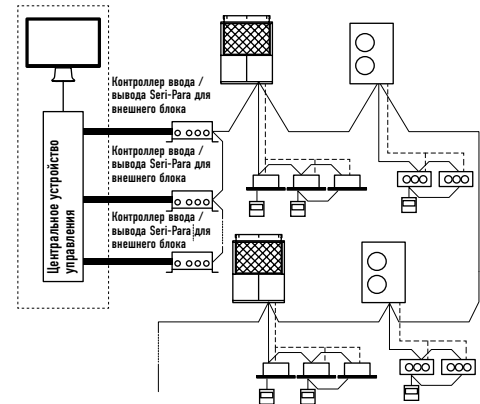 Контроллер ввода /
вывода Seri-Para для
внешнего блока
Контроллер ввода /
вывода Seri-Para для
внешнего блока
Контроллер ввода /
вывода Seri-Para для
внешнего блока
Центральное устройство
управления